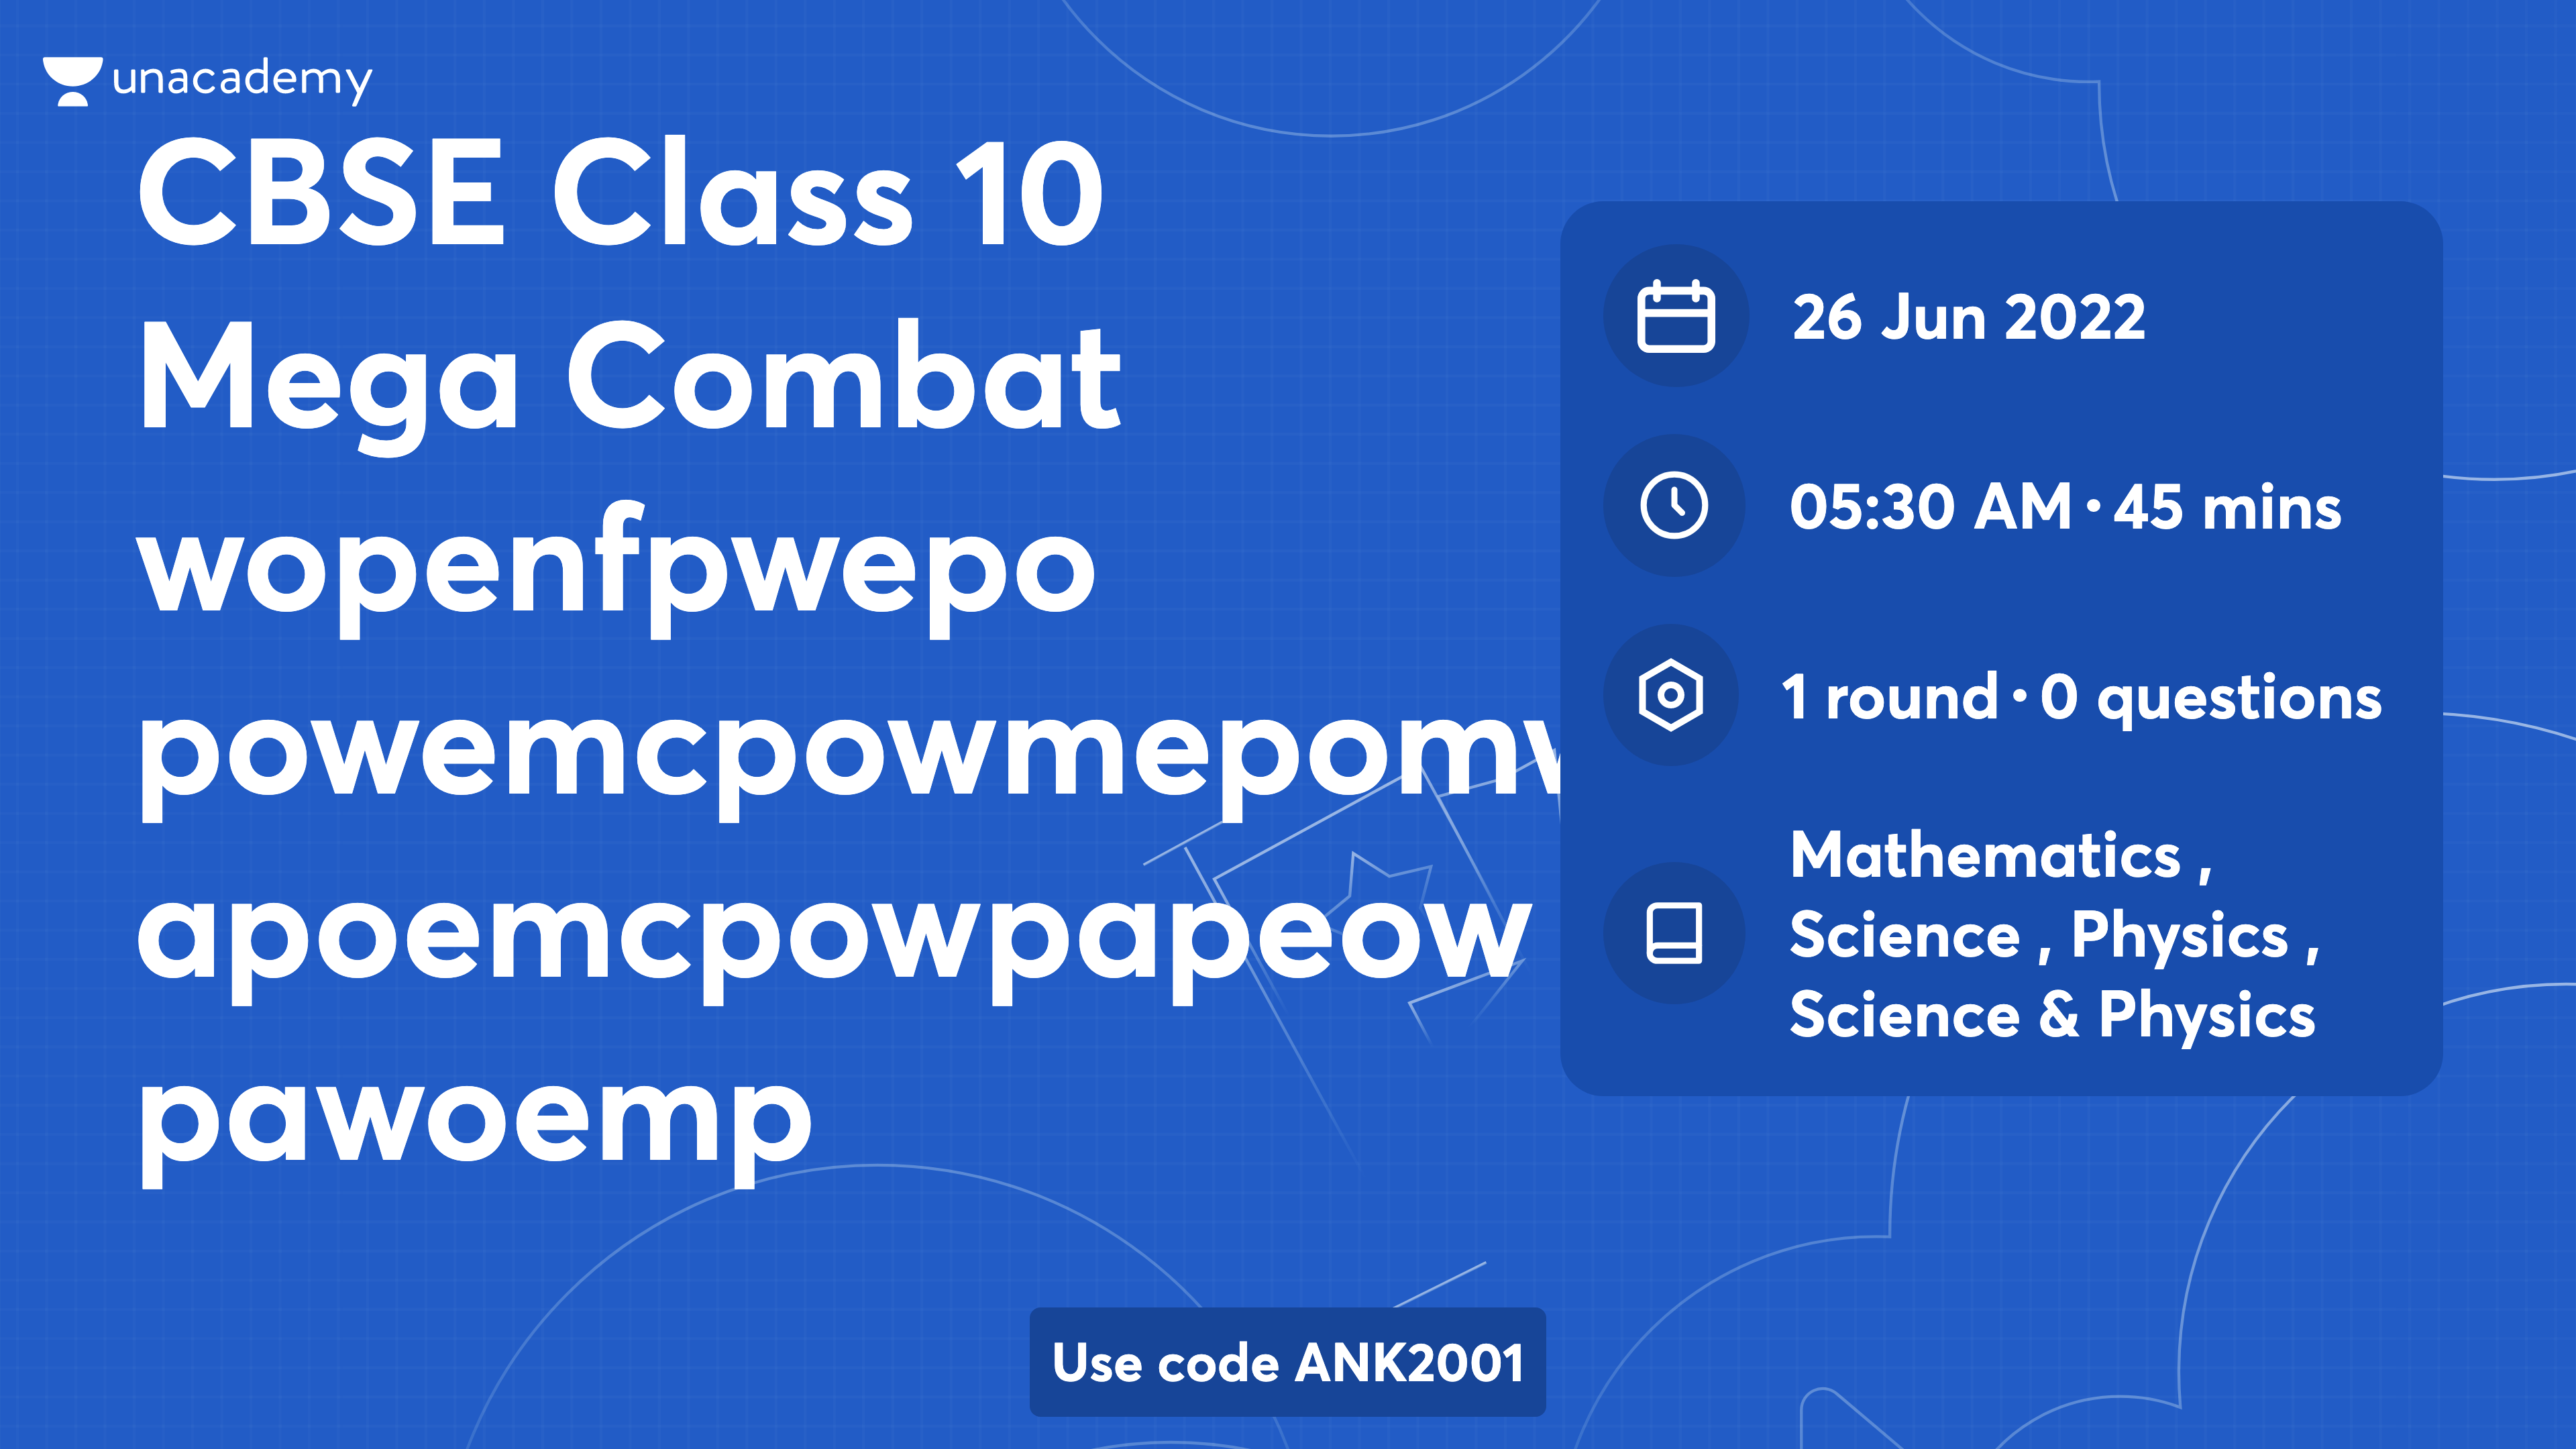 unacademy
CBSE Class 10
Mega Combat
wopenfpwepo
powemcpowmepomw
apoemcpowpapeow
pawoemp
26 Jun 2022
05:30 AM · 45 mins
1 round · 0 questions
Mathematics ,
Science , Physics ,
Science & Physics
Use code ANK2001